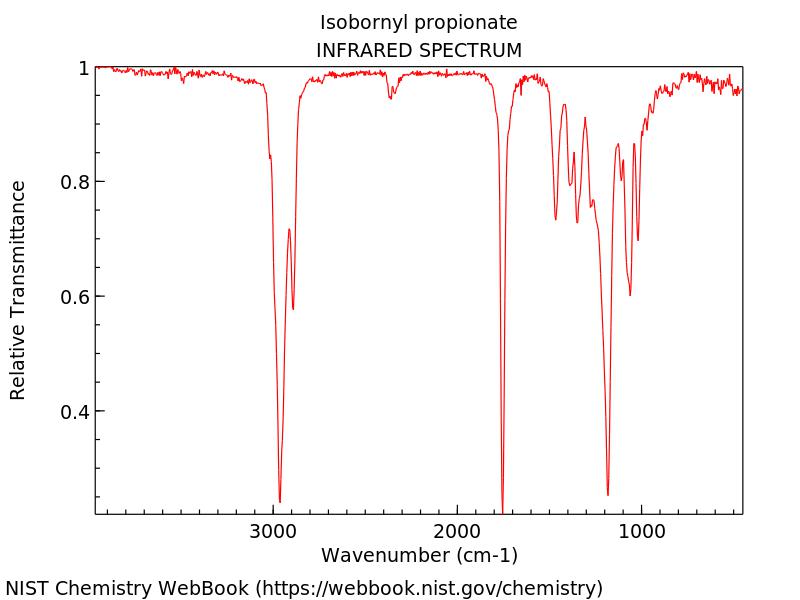 Isobornyl propionate
INFRARED SPECTRUM
1
0.8
0.6
0.4
Relative Transmittance
3000 2000 1000
Wavenumber (cm-1)
NIST Chemistry WebBook (https://webbook.nist.gov/chemistry)